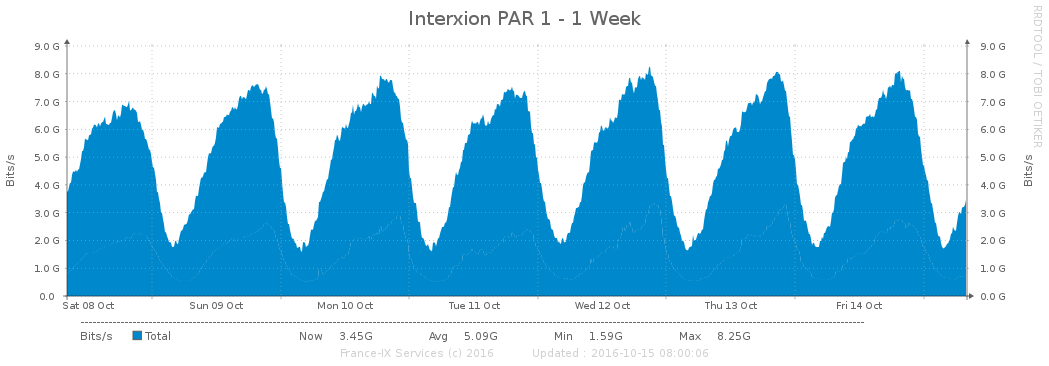 Interxion PAR 1 - 1 Week
RRDTOOL / TOBI OETIKER
9.0 G 9.0 G
8.0 G 8.0 G
7.0 G 7.0 G
6.0 G 6.0 G
5.0 G 5.0 G
4.0 G 4.0 G
3.0 G 3.0 G
2.0 G 2.0 G
1.0 G 1.0 G
0.0 0.0 G
Bits/s
Bits/s
Sat 08 Oct Sun 09 Oct Mon 10 Oct Tue 11 Oct Wed 12 Oct Thu 13 Oct Fri 14 Oct
Bits/s Total Now 3.45G Avg 5.09G Min 1.59G Max 8.25G
France-IX Services (c) 2016 Updated : 2016-10-15 08:00:06